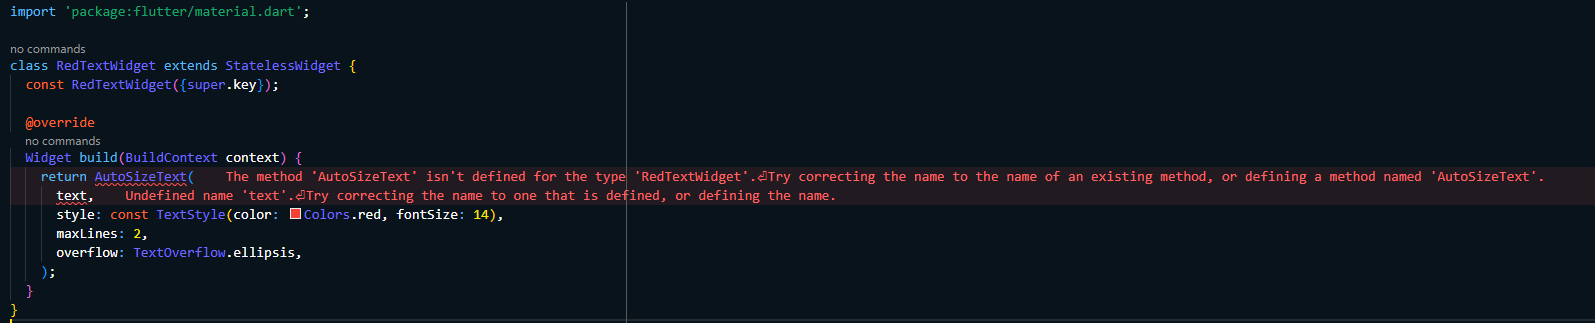 import 'package:flutter/material.dart';
no commands
class RedTextWidget extends StatelessWidget {
const RedTextWidget({super.key});
@override
no commands
Widget build(BuildContext context) {
return AutoSizeText( The method 'AutoSizeText' isn't defined for the type 'RedTextWidget'.⏎Try correcting the name to the name of an existing method, or defining a method named 'AutoSizeText'.
text, Undefined name 'text'.⏎Try correcting the name to one that is defined, or defining the name.
style: const TextStyle(color: Colors.red, fontSize: 14),
maxLines: 2,
overflow: TextOverflow.ellipsis,
);
}
}